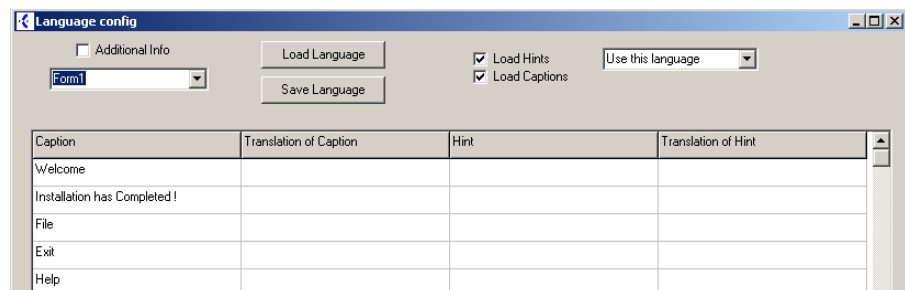 Language config
Additional Info
Load Language
Load Hints
Use this language
Form1
Load Captions
Save Language
Caption Translation of Caption Hint Translation of Hint
Welcome
Installation has Completed !
File
Exit
Help